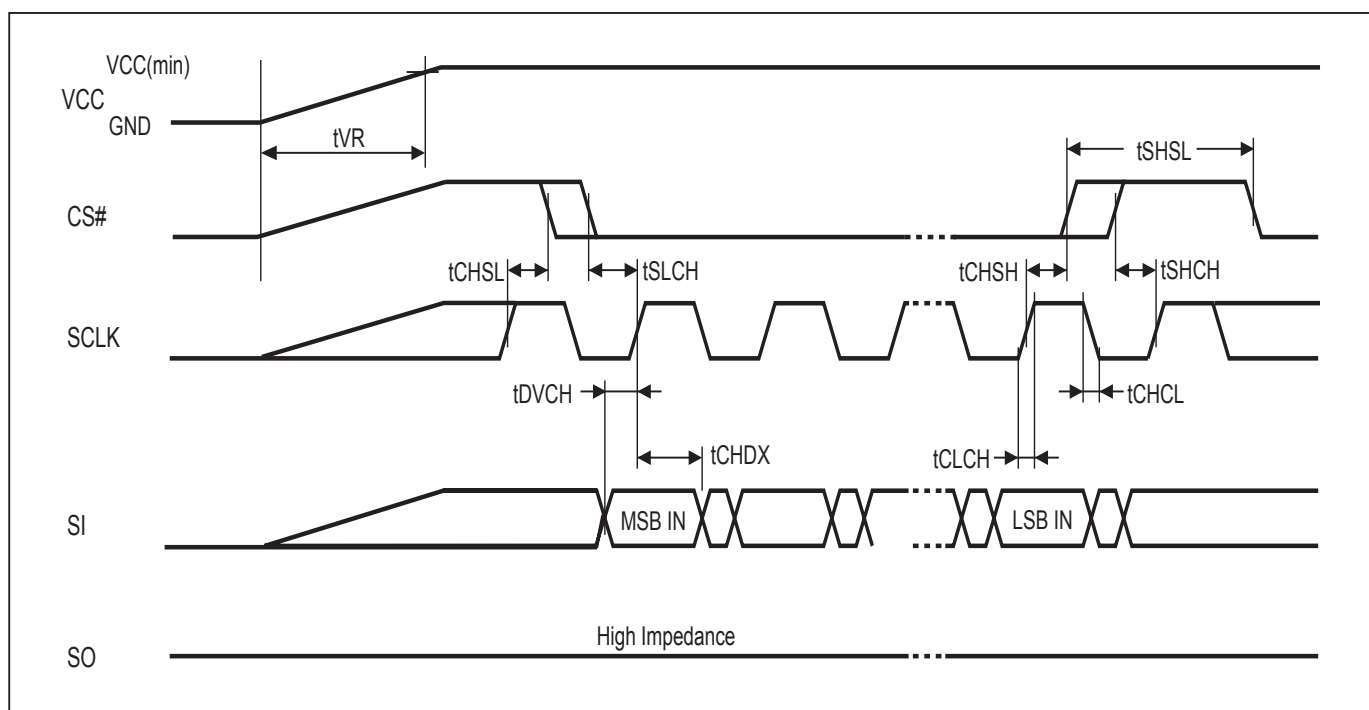 VCC(min)
VCC
GND
tVR
tSHSL
CS#
tCHSL
tSLCH
tCHSH
tSHCH
SCLK
tDVCH
tCHCL
tCHDX
tCLCH
SI
MSB IN
LSB IN
High Impedance
SO